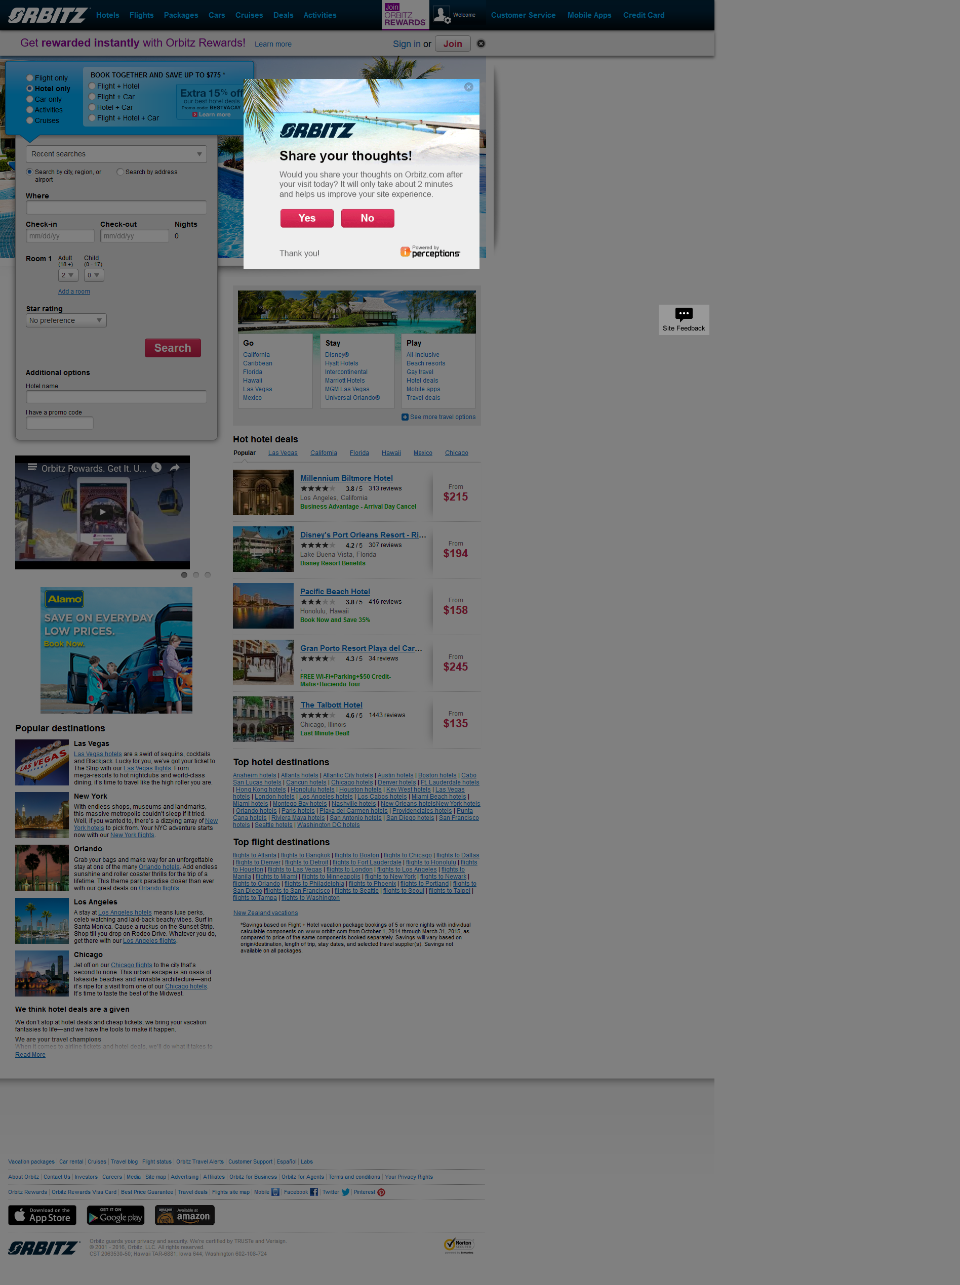 ORBITZ
Hotels Flights Packages Cars Cruises Deals Activities
Join ORBITZ REWARDS
Welcome
Customer Service Mobile Apps Credit Card
Get rewarded instantly with Orbitz Rewards! Learn more
Sign in or Join
Flight only
Hotel only
Car only
Activities
Cruises
BOOK TOGETHER AND SAVE UP TO $775
Flight + Hotel
Flight + Car
Hotel + Car
Flight + Hotel + Car
Extra 15% off
Learn more
Recent searches
Search by city, region, or airport
Search by address
Where
Check-in Check-out Nights
mm/dd/yy mm/dd/yy 0
Room 1 Adult Child
2 0
Add a room
Star rating
No preference
Search
Additional options
Hotel name
I have a promo code
ORBITZ
Share your thoughts!
Would you share your thoughts on Orbitz.com after
your visit today? It will only take about 2 minutes
and helps us improve your site experience.
Yes No
Thank you!
Powered by
perceptions
Site Feedback
Go
California
Caribbean
Florida
Hawaii
Las Vegas
Mexico
Stay
Disney®
Hyatt Hotels
Intercontinental
Marriott Hotels
MGM Las Vegas
Universal Orlando®
Play
All-inclusive
Beach resorts
Gay travel
Hotel deals
Mobile apps
Travel deals
See more travel options
Hot hotel deals
Popular Las Vegas California Florida Hawaii Mexico Chicago
Millennium Biltmore Hotel
3.8 / 5 313 reviews
Los Angeles, California
Business Advantage - Arrival Day Cancel
From
$215
Disney's Port Orleans Resort - Ri...
4.2 / 5 307 reviews
Lake Buena Vista, Florida
Disney Resort Benefits
From
$194
Pacific Beach Hotel
3.8 / 5 416 reviews
Honolulu, Hawaii
Book Now and Save 35%
From
$158
Gran Porto Resort Playa del Car...
4.3 / 5 34 reviews
FREE Wi-Fi+Parking+$50 Credit-
From
$245
The Talbott Hotel
4.6 / 5 1443 reviews
Chicago, Illinois
Last Minute Deal!
From
$135
Orbitz Rewards. Get It. U...
Alamo
SAVE ON EVERYDAY
LOW PRICES.
Book Now.
Popular destinations
Las Vegas
Las Vegas hotels are a swirl of sequins, cocktails
and Blackjack. Lucky for you, we've got your ticket to
The Strip with our Las Vegas flights. From
mega-resorts to hot nightclubs and world-class
dining, it's time to travel like the high roller you are.
New York
With endless shops, museums and landmarks,
this massive metropolis couldn't sleep if it tried.
Well, if you wanted to, there's a dizzying array of New
York hotels to pick from. Your NYC adventure starts
now with our New York flights.
Orlando
Grab your bags and make way for an unforgettable
stay at one of the many Orlando hotels. Add endless
sunshine and roller coaster thrills for the trip of a
lifetime. This theme park paradise closer than ever
with our great deals on Orlando flights.
Los Angeles
A stay at Los Angeles hotels means luxe perks,
celeb watching and laid-back beachy vibes. Surf in
Santa Monica. Cause a ruckus on the Sunset Strip.
Shop till you drop on Rodeo Drive. Whatever you do,
get there with our Los Angeles flights.
Chicago
Jet off on our Chicago flights to the city that's
second to none. This urban escape is an oasis of
lakeside beaches and enviable architecture—and
it's ripe for a visit from one of our Chicago hotels.
It's time to taste the best of the Midwest.
We think hotel deals are a given
We don't stop at hotel deals and cheap tickets, we bring your vacation
fantasies to life—and we have the tools to make it happen.
We are your travel champions
Read More
Top hotel destinations
Anaheim hotels | Atlanta hotels | Atlantic City hotels | Austin hotels | Boston hotels | Cabo
San Lucas hotels | Cancun hotels | Chicago hotels | Denver hotels | Ft. Lauderdale hotels
| Hong Kong hotels | Honolulu hotels | Houston hotels | Key West hotels | Las Vegas
hotels | London hotels | Los Angeles hotels | Los Cabos hotels | Miami Beach hotels |
Miami hotels | Montego Bay hotels | Nashville hotels | New Orleans hotels New York hotels
| Orlando hotels | Paris hotels | Playa del Carmen hotels | Providenciales hotels | Punta
Cana hotels | Riviera Maya hotels | San Antonio hotels | San Diego hotels | San Francisco
hotels | Seattle hotels | Washington DC hotels
Top flight destinations
flights to Atlanta | flights to Bangkok | flights to Boston | flights to Chicago | flights to Dallas
| flights to Denver | flights to Detroit | flights to Fort Lauderdale | flights to Honolulu | flights
to Houston | flights to Las Vegas | flights to London | flights to Los Angeles | flights to
Manila | flights to Miami | flights to Minneapolis | flights to New York | flights to Newark |
flights to Orlando | flights to Philadelphia | flights to Phoenix | flights to Portland | flights to
San Diego | flights to San Francisco | flights to Seattle | flights to Seoul | flights to Taipei |
flights to Tampa | flights to Washington
New Zealand vacations
*Savings based on Flight + Hotel vacation package bookings of 5 or more nights with individual
calculable components on www.orbitz.com from October 1, 2014 through March 31, 2015, as
compared to price of the same components booked separately. Savings will vary based on
origin/destination, length of trip, stay dates, and selected travel supplier(s). Savings not
available on all packages.
Vacation packages | Car rental | Cruises | Travel blog | Flight status | Orbitz Travel Alerts | Customer Support | Español | Labs
About Orbitz | Contact Us | Investors | Careers | Media | Site map | Advertising | Affiliates | Orbitz for Business | Orbitz for Agents | Terms and conditions | Your Privacy Rights
Orbitz Rewards | Orbitz Rewards Visa Card | Best Price Guarantee | Travel deals | Flights site map | Mobile Facebook Twitter Pinterest
Download on the
App Store
GET IT ON
Google play
Available at
amazon
ORBITZ
Orbitz guards your privacy and security. We're certified by TRUSTe and Verisign.
Norton